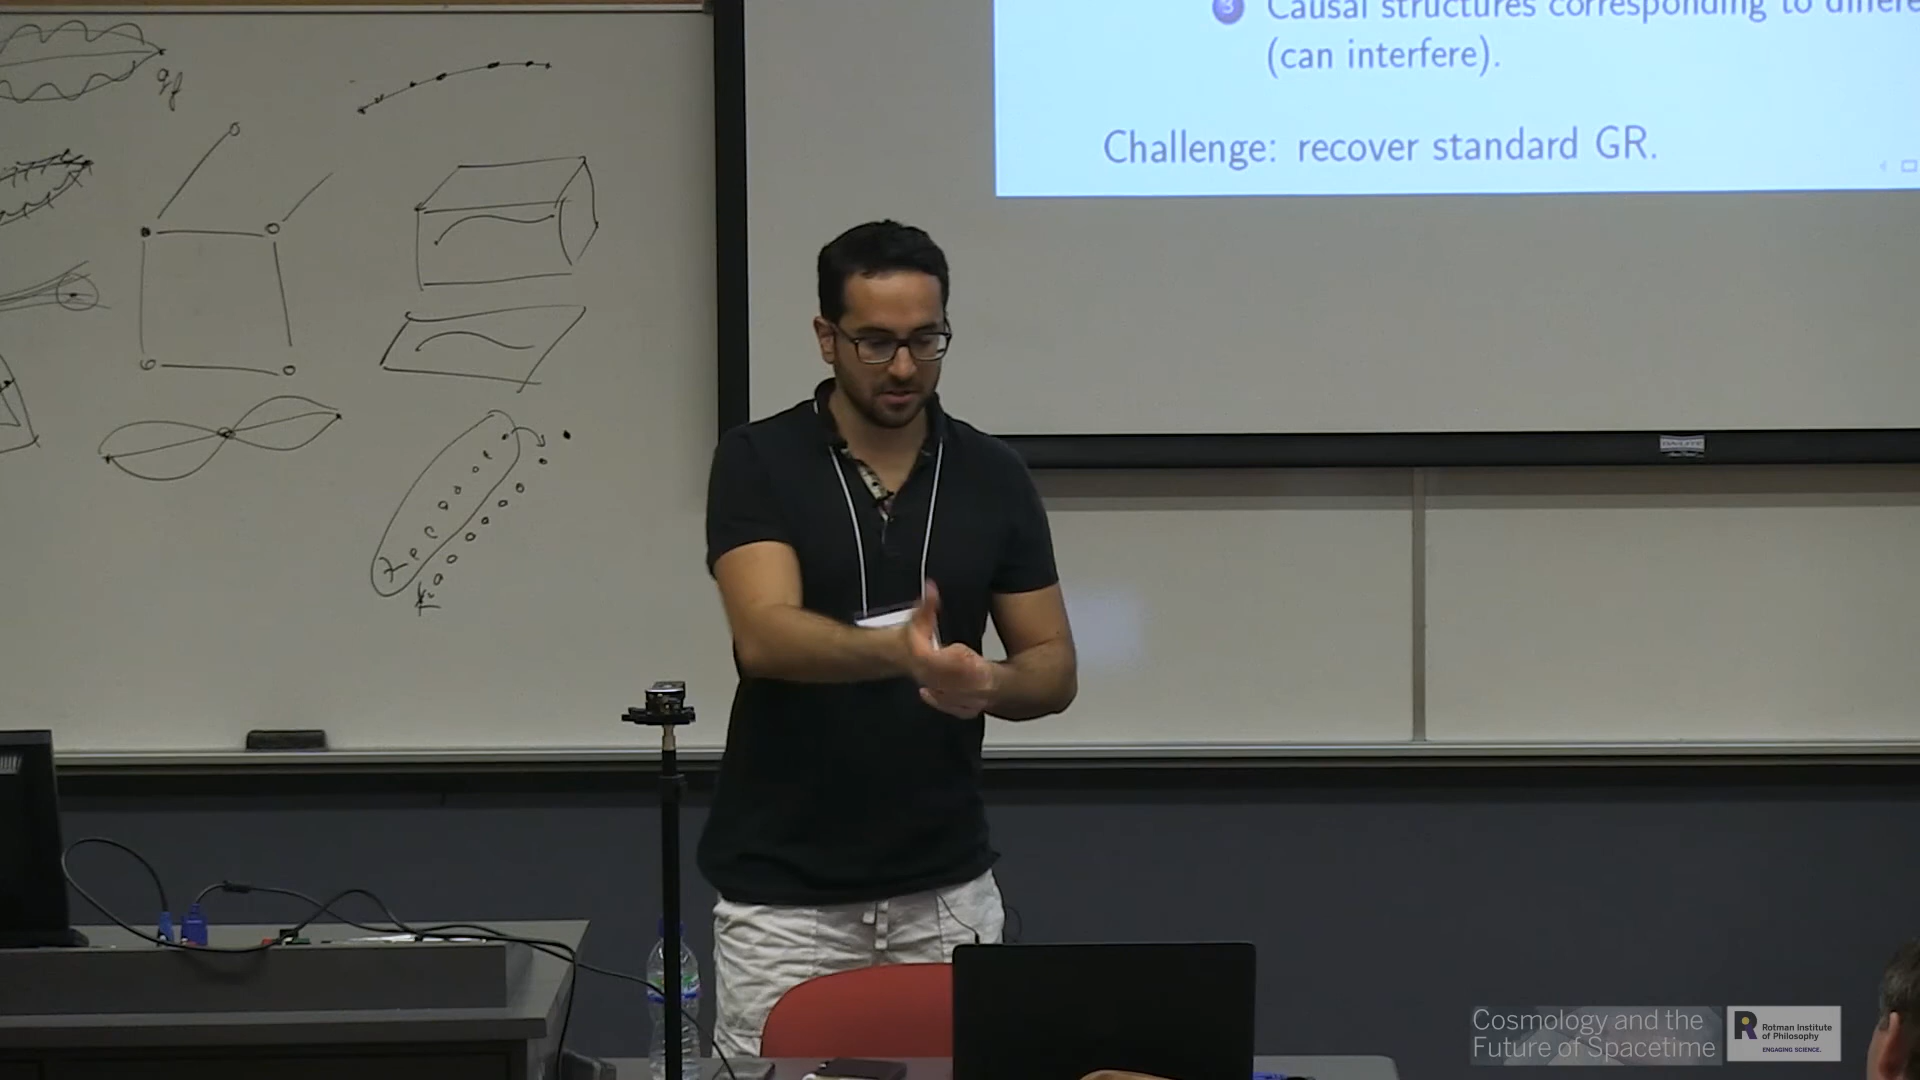 3 Causal structures corresponding to
(can interfere).
Challenge: recover standard GR.
Cosmology and the
Future of Spacetime
R Rotman Institute
of Philosophy
ENGAGING SCIENCE.